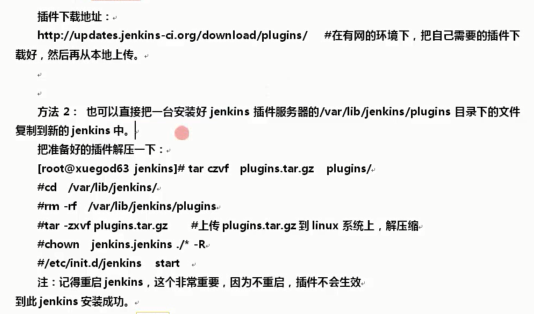 插件下载地址：
http://updates.jenkins-ci.org/download/plugins/ #在有网的环境下，把自己需要的插件下
载好，然后再从本地上传。
方法 2： 也可以直接把一台安装好 jenkins 插件服务器的/var/lib/jenkins/plugins 目录下的文件
复制到新的 jenkins 中。
把准备好的插件解压一下：
[root@xuegod63 jenkins]# tar czvf plugins.tar.gz plugins/
#cd /var/lib/jenkins/
#rm -rf /var/lib/jenkins/plugins
#tar -zxvf plugins.tar.gz #上传 plugins.tar.gz 到 linux 系统上，解压缩
#chown jenkins.jenkins ./* -R
#/etc/init.d/jenkins start
注：记得重启 jenkins，这个非常重要，因为不重启，插件不会生效
到此 jenkins 安装成功。